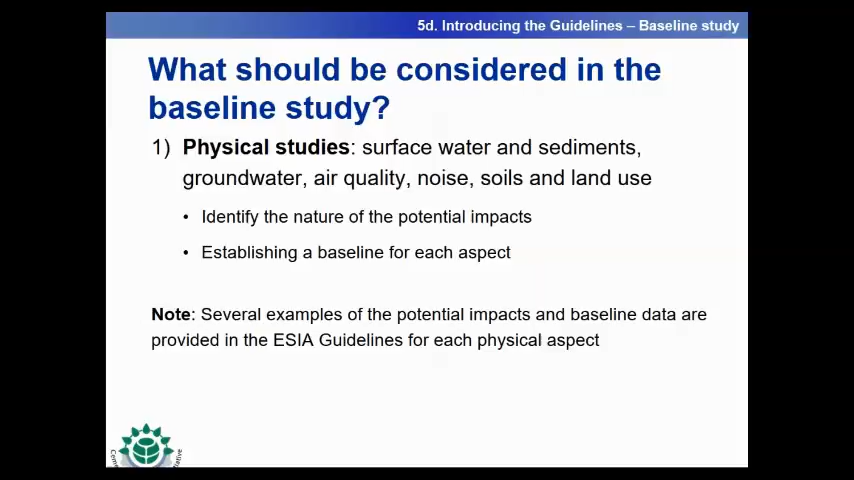 5d. Introducing the Guidelines – Baseline study
What should be considered in the
baseline study?
1) Physical studies: surface water and sediments,
groundwater, air quality, noise, soils and land use
• Identify the nature of the potential impacts
• Establishing a baseline for each aspect
Note: Several examples of the potential impacts and baseline data are
provided in the ESIA Guidelines for each physical aspect